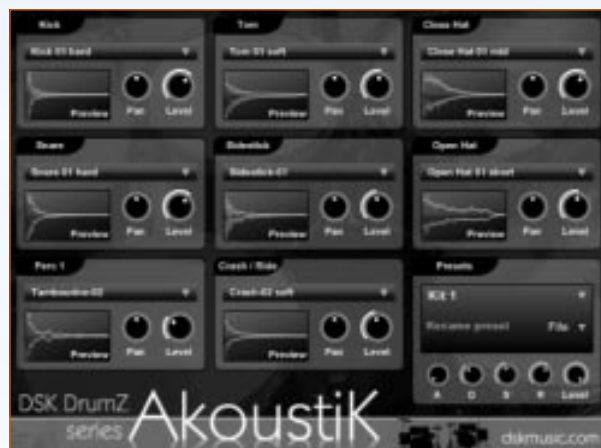 Kick
Kick 01 hard
Preview
Pan
Level
Tom
Tom 01 soft
Preview
Pan
Level
Close Hat
Close Hat 01 mid
Preview
Pan
Level
Snare
Snare 01 hard
Preview
Pan
Level
Sidestick
Sidestick-01
Preview
Pan
Level
Open Hat
Open Hat 01 short
Preview
Pan
Level
Perc 1
Tambourine-02
Preview
Pan
Level
Crash / Ride
Crash-02 soft
Preview
Pan
Level
Presets
Kit 1
Rename preset
File
A
D
S
R
Level
DSK DrumZ
series
AkoustiK
dskmusic.com